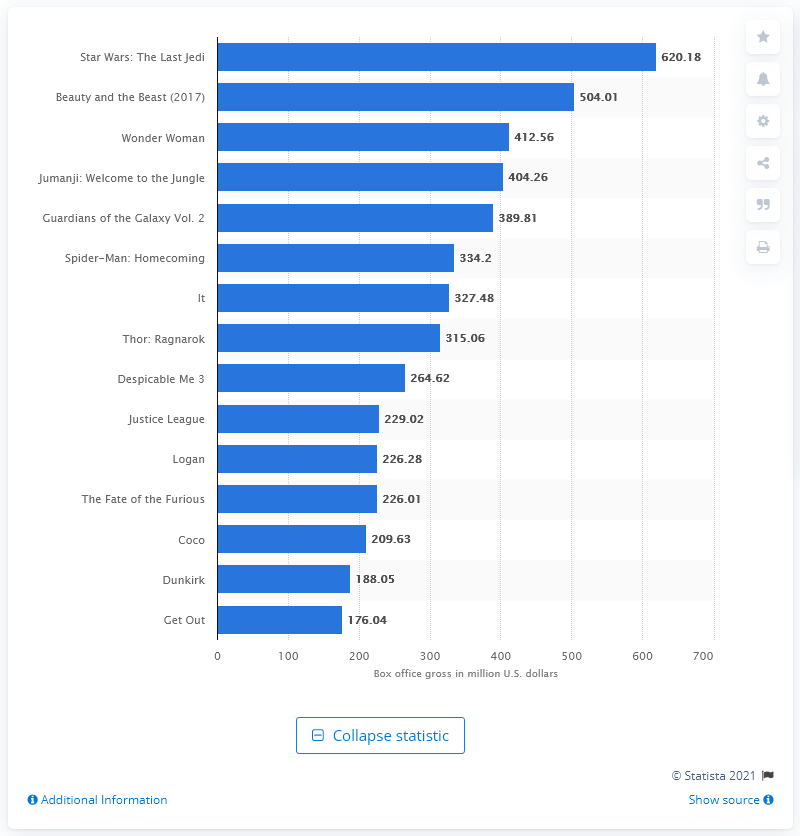 Star Wars: The Last Jedi 620.18
Beauty and the Beast (2017) 504.01
Wonder Woman 412.56
Jumanji: Welcome to the Jungle 404.26
Guardians of the Galaxy Vol. 2 389.81
Spider-Man: Homecoming 334.2
It 327.48
Thor: Ragnarok 315.06
Despicable Me 3 264.62
Justice League 229.02
Logan 226.28
The Fate of the Furious 226.01
Coco 209.63
Dunkirk 188.05
Get Out 176.04
0 100 200 300 400 500 600 700
Box office gross in million U.S. dollars
Collapse statistic
© Statista 2021
Additional Information Show source